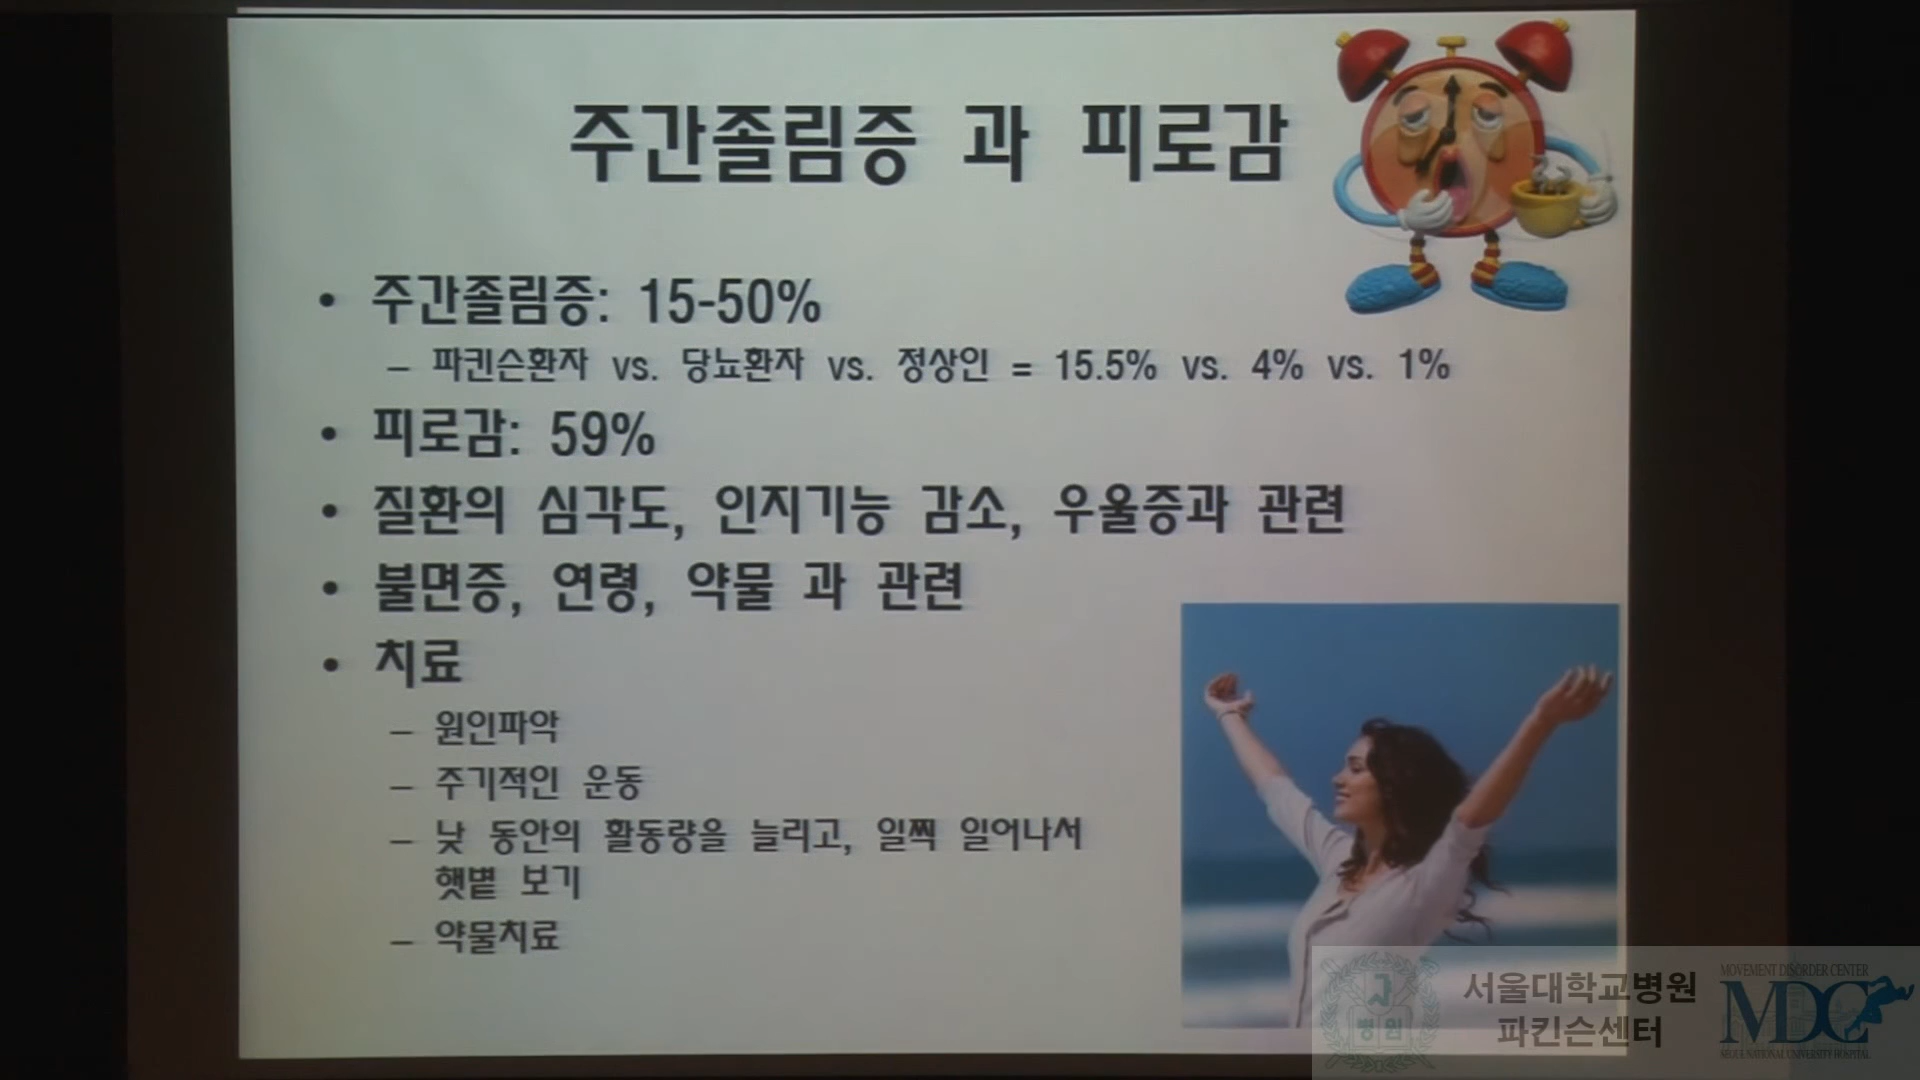 주간졸림증 과 피로감
• 주간졸림증: 15-50%
– 파킨슨환자 vs. 당뇨환자 vs. 정상인 = 15.5% vs. 4% vs. 1%
• 피로감: 59%
• 질환의 심각도, 인지기능 감소, 우울증과 관련
• 불면증, 연령, 약물 과 관련
• 치료
– 원인파악
– 주기적인 운동
– 낮 동안의 활동량을 늘리고, 일찍 일어나서
햇볕 보기
– 약물치료
병원
서울대학교병원
파킨슨센터
MOVEMENT DISORDER CENTER
MDC
SEOUL NATIONAL UNIVERSITY HOSPITAL